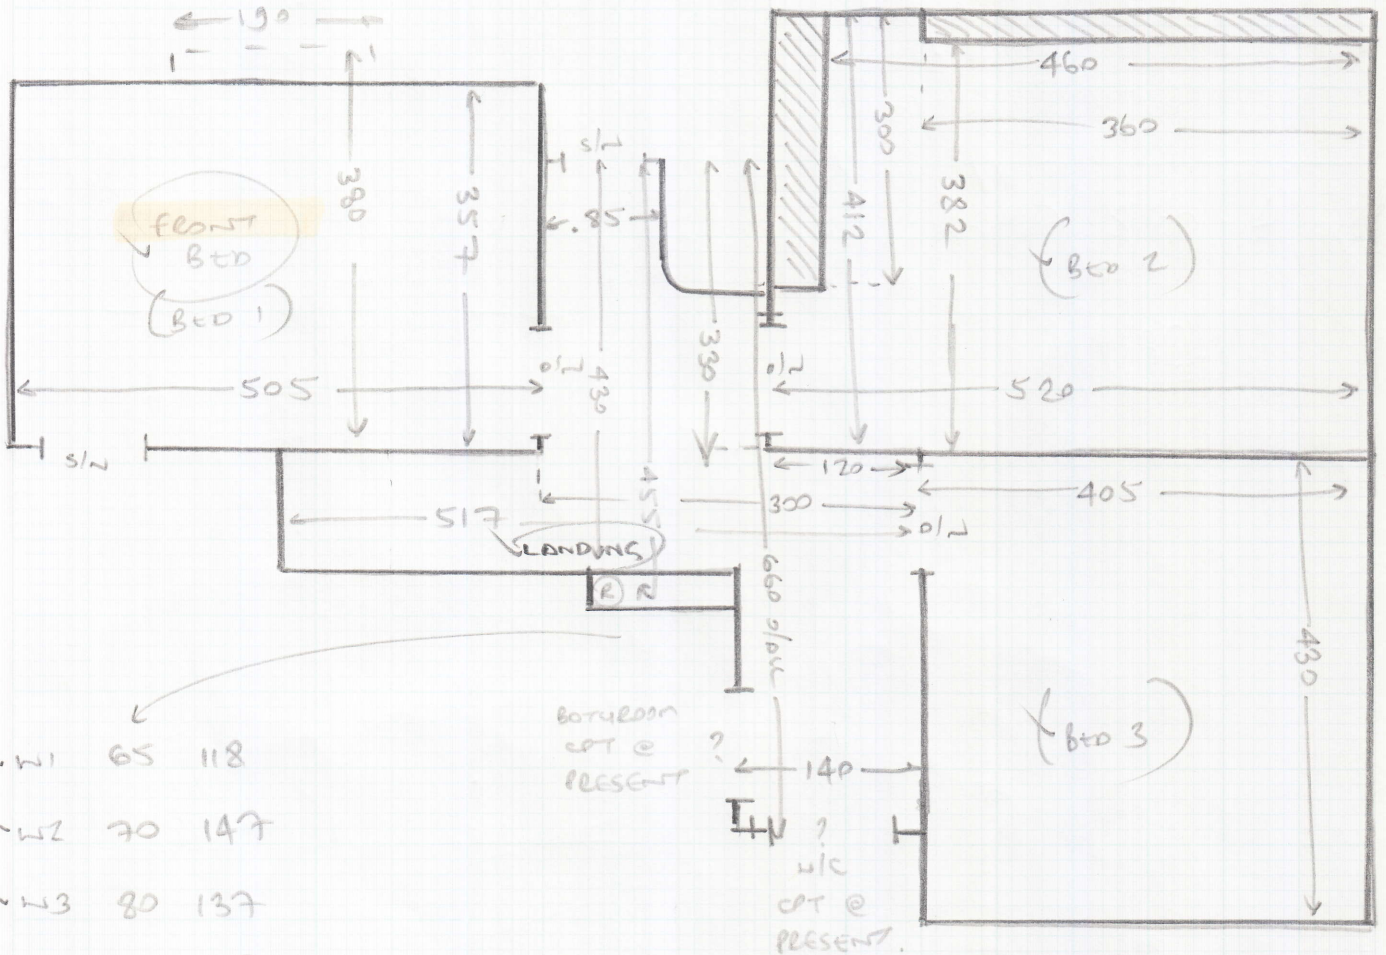 190
460
300
360
S/L
380
357
412
382
FRONT
BED
(BED 1)
.85
(BED 2)
330
505
O/L
430
O/L
520
S/L
120
455
405
300
517
O/L
LANDING
R R
660 O/DOC
430
BATHROOM
CPT @
PRESENT
?
(BED 3)
W1 65 118
140
W2 70 147
?
W/C
CPT @
PRESENT.
W3 80 137